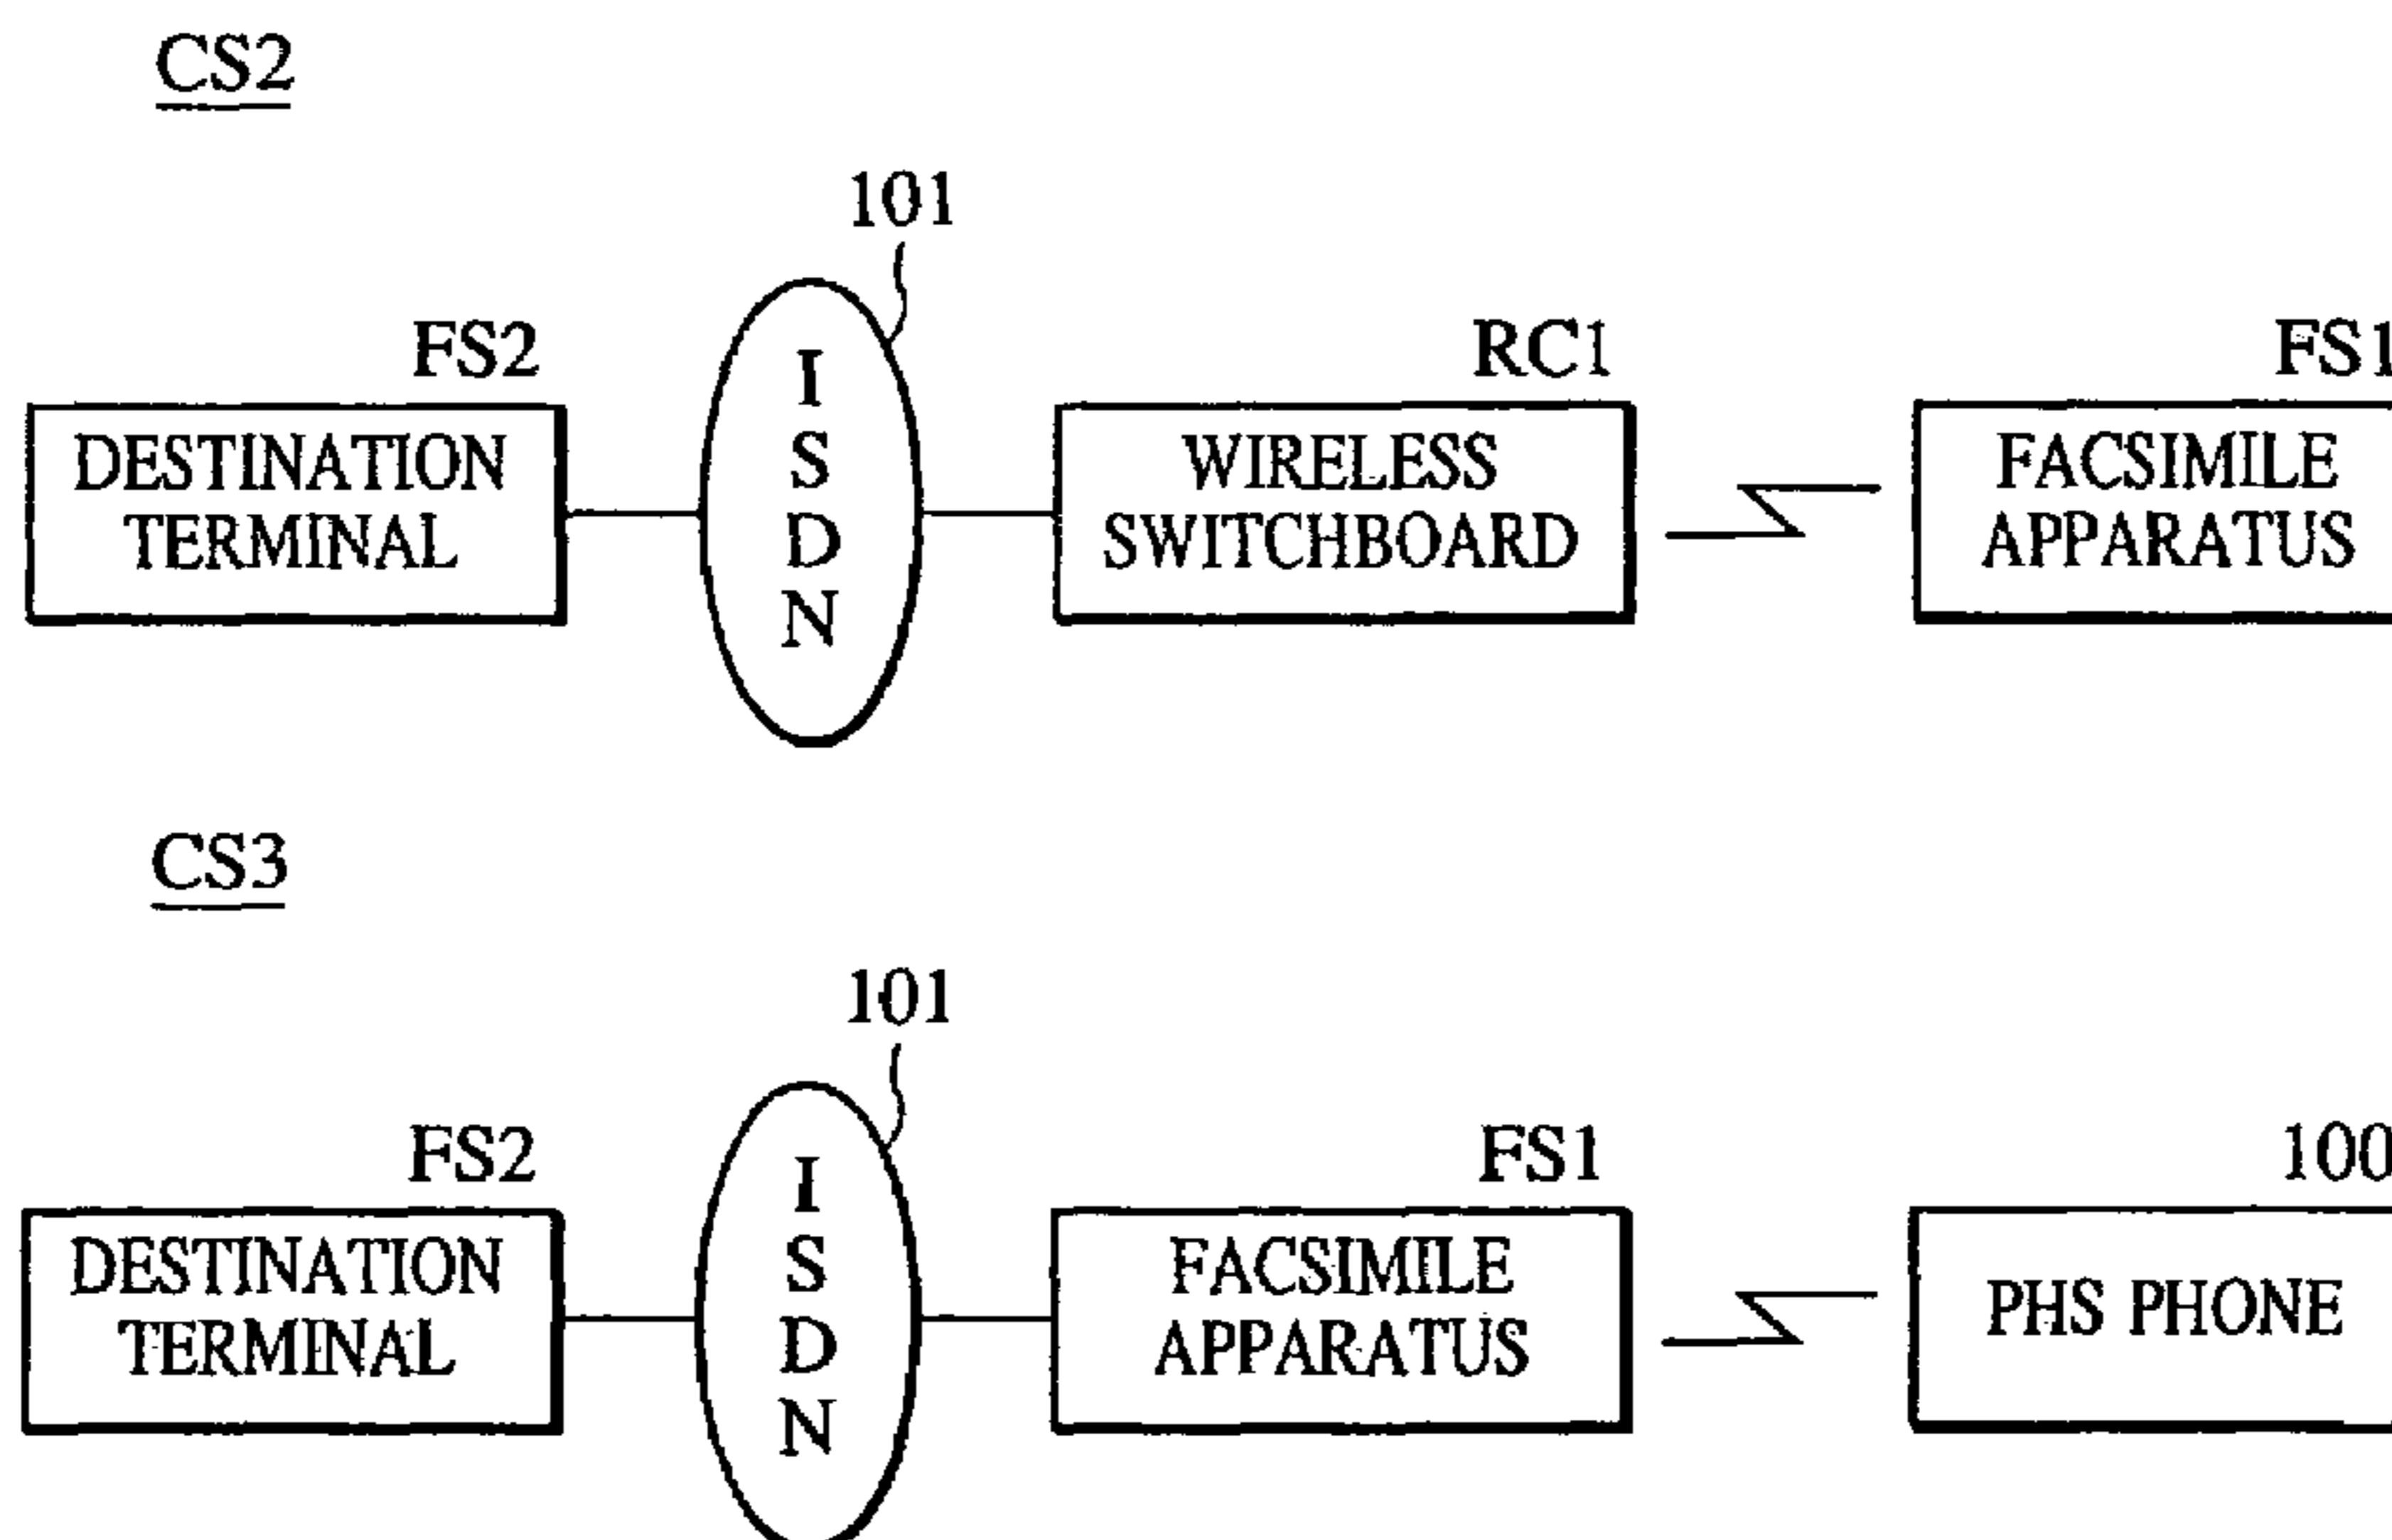 CS2
101
FS2
RC1
FS1
DESTINATION
TERMINAL
I
S
D
N
WIRELESS
SWITCHBOARD
FACSIMILE
APPARATUS
CS3
101
FS2
FS1
100
DESTINATION
TERMINAL
I
S
D
N
FACSIMILE
APPARATUS
PHS PHONE